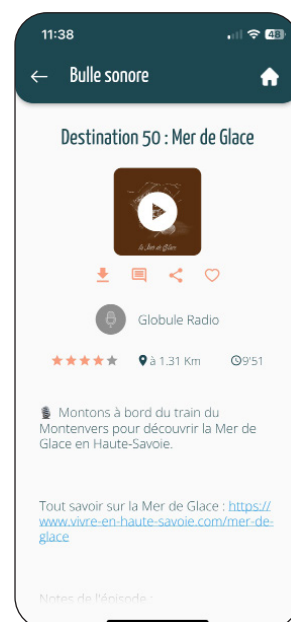 11:38
48
Bulle sonore
Destination 50 : Mer de Glace
la Mer de Glace
Globule Radio
à 1.31 Km
9'51
Montons à bord du train du
Montenvers pour découvrir la Mer de
Glace en Haute-Savoie.
Tout savoir sur la Mer de Glace : https://
www.vivre-en-haute-savoie.com/mer-de-
glace
Notes de l'épisode :